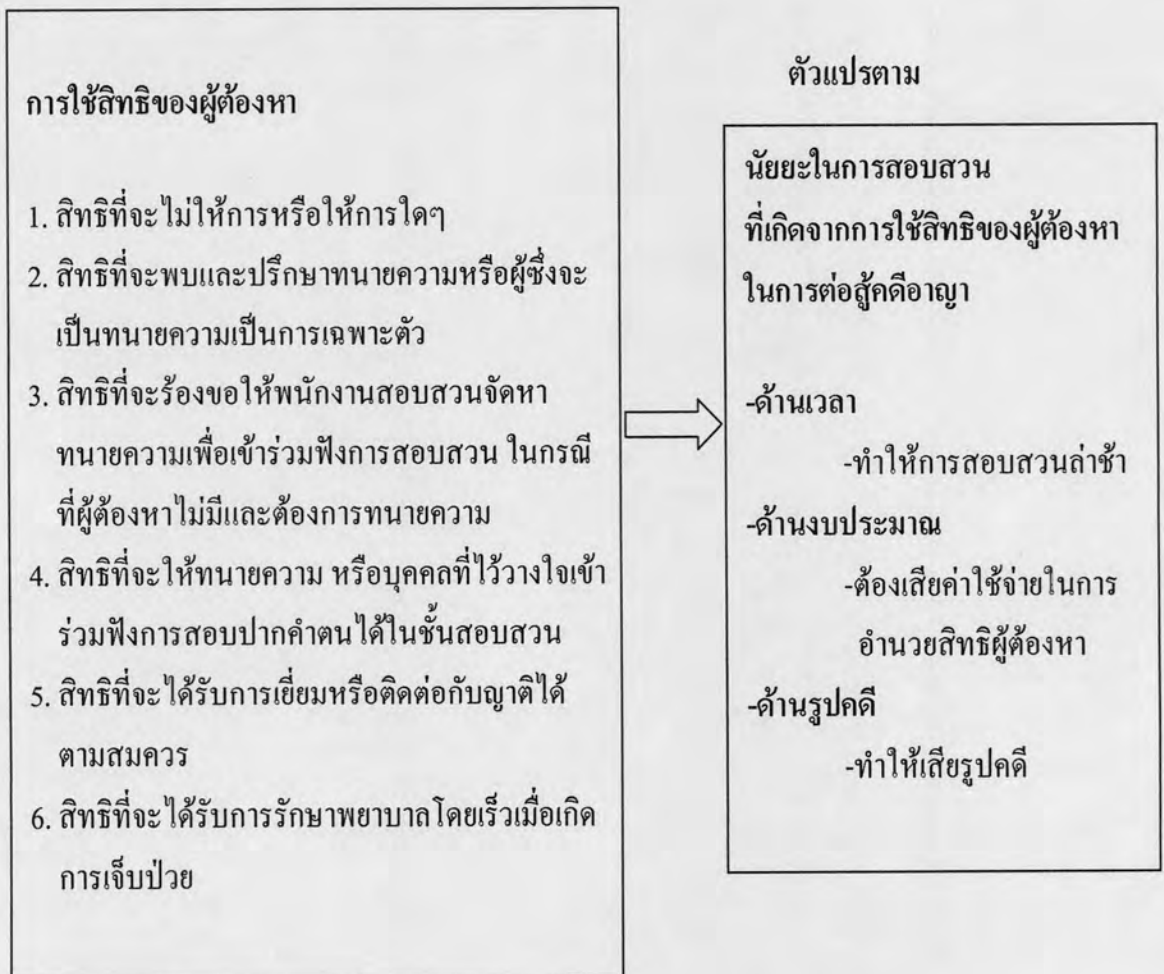 การใช้สิทธิของผู้ต้องหา
1. สิทธิที่จะไม่ให้การหรือให้การใดๆ
2. สิทธิที่จะพบและปรึกษาทนายความหรือผู้ซึ่งจะ
เป็นทนายความเป็นการเฉพาะตัว
3. สิทธิที่จะร้องขอให้พนักงานสอบสวนจัดหา
ทนายความเพื่อเข้าร่วมฟังการสอบสวน ในกรณี
ที่ผู้ต้องหาไม่มีและต้องการทนายความ
4. สิทธิที่จะให้ทนายความ หรือบุคคลที่ไว้วางใจเข้า
ร่วมฟังการสอบปากคำตนได้ในชั้นสอบสวน
5. สิทธิที่จะได้รับการเยี่ยมหรือติดต่อกับญาติได้
ตามสมควร
6. สิทธิที่จะได้รับการรักษาพยาบาลโดยเร็วเมื่อเกิด
การเจ็บป่วย
ตัวแปรตาม
นัยยะในการสอบสวน
ที่เกิดจากการใช้สิทธิของผู้ต้องหา
ในการต่อสู้คดีอาญา
-ด้านเวลา
-ทำให้การสอบสวนล่าช้า
-ด้านงบประมาณ
-ต้องเสียค่าใช้จ่ายในการ
อำนวยสิทธิผู้ต้องหา
-ด้านรูปคดี
-ทำให้เสียรูปคดี